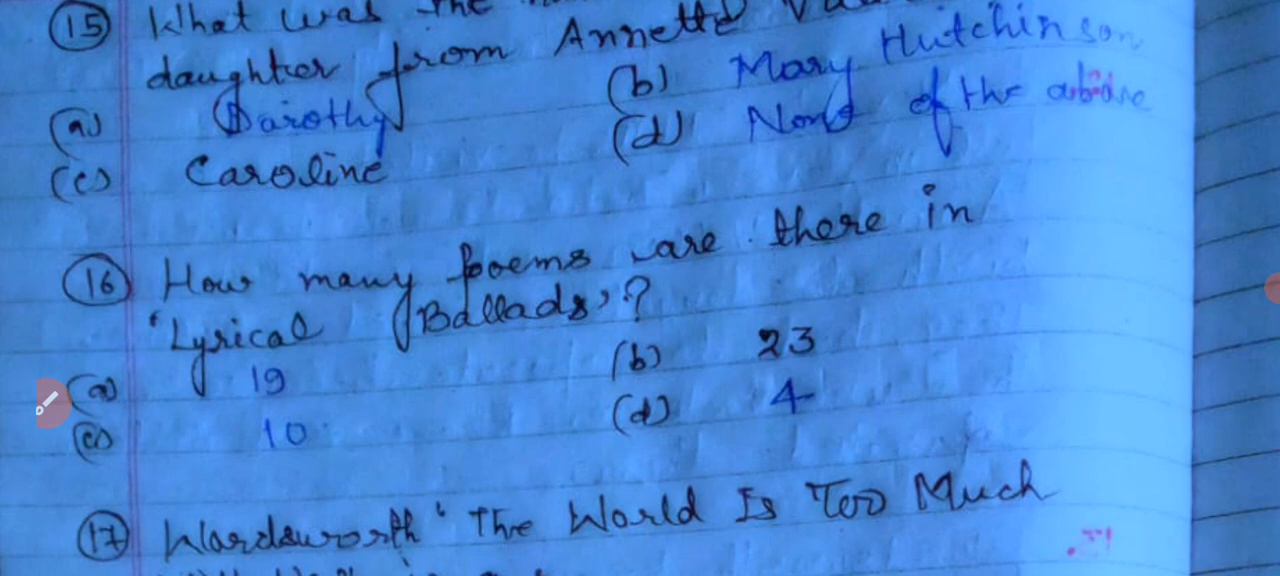 (15) What was the
daughter from Annette
(a) Dorothy (b) Mary Hutchinson
(c) Caroline (d) None of the above
(16) How many poems are there in
'Lyrical Ballads'?
(a) 19 (b) 23
(c) 10 (d) 4
(17) Wordsworth 'The World Is Too Much